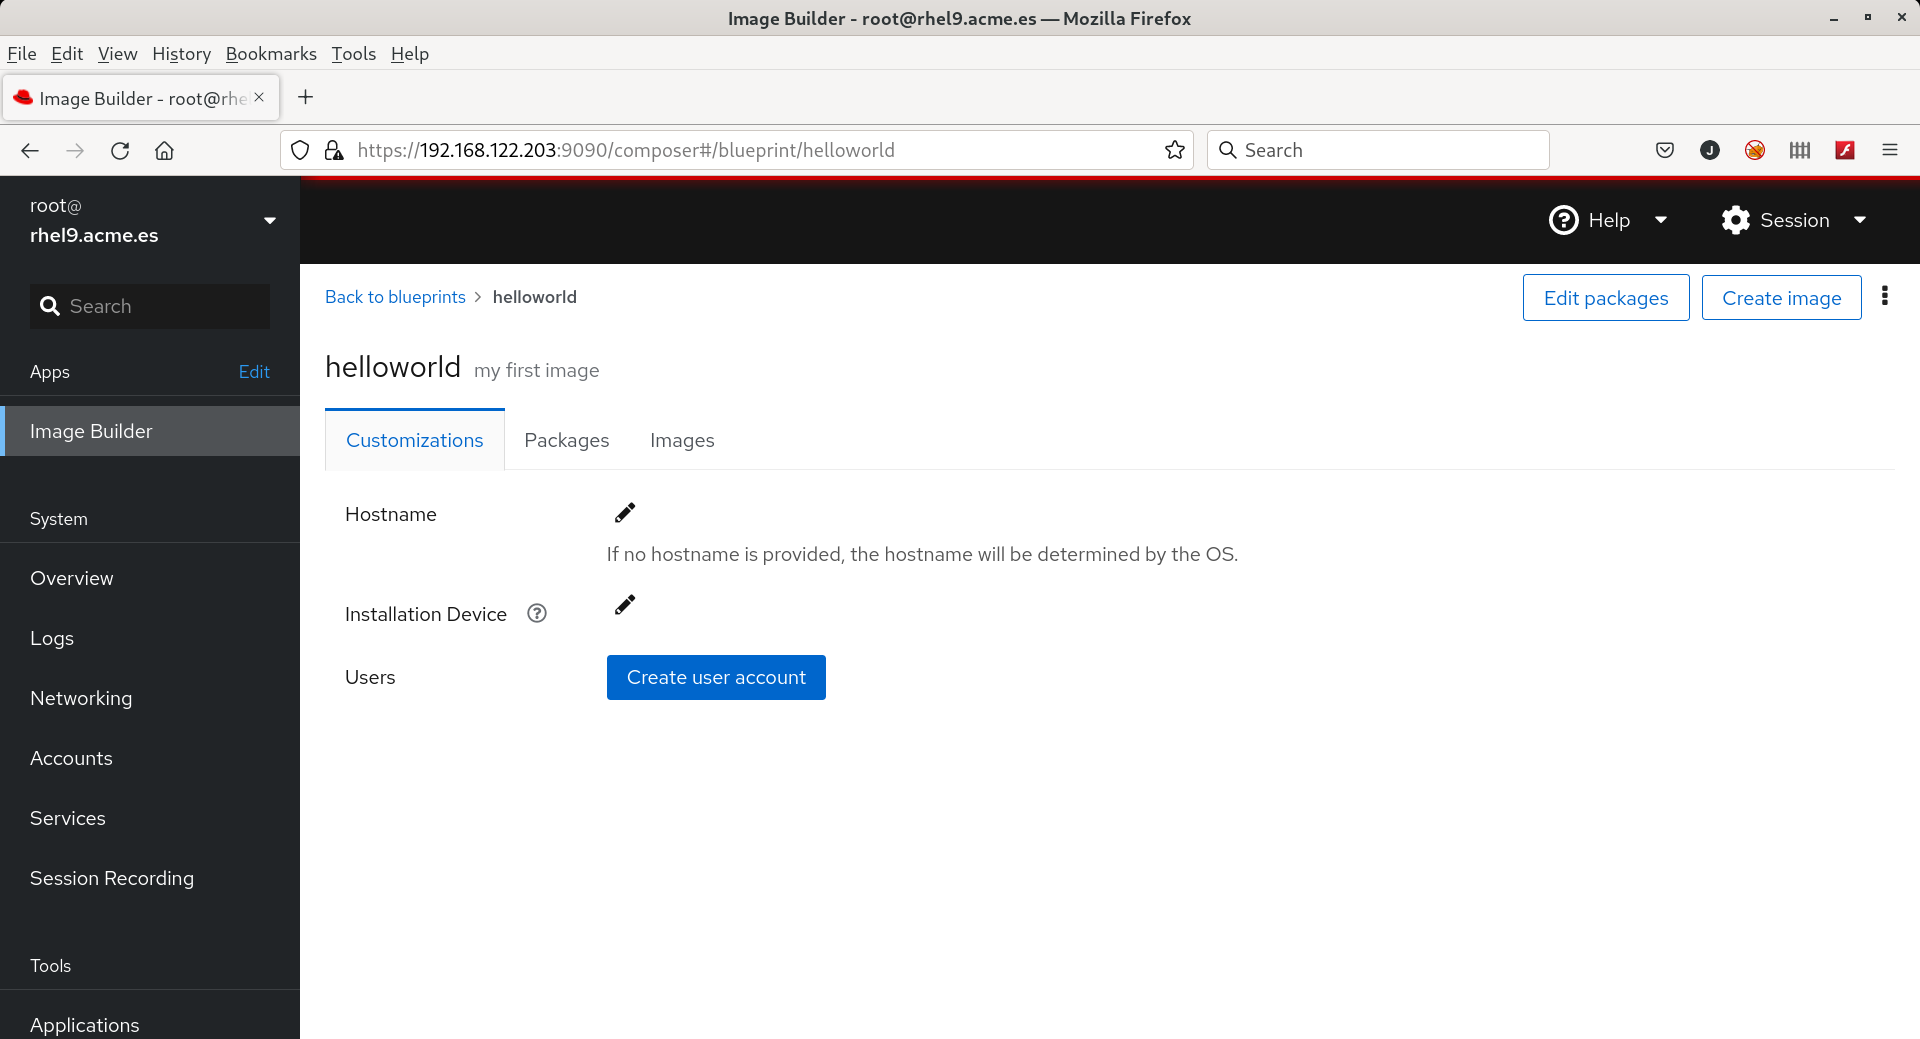 Image Builder - root@rhel9.acme.es — Mozilla Firefox
File Edit View History Bookmarks Tools Help
Image Builder - root@rhe
https://192.168.122.203:9090/composer#/blueprint/helloworld
Search
J
root@
rhel9.acme.es
Help
Session
Search
Apps
Edit
Image Builder
System
Overview
Logs
Networking
Accounts
Services
Session Recording
Tools
Applications
Back to blueprints > helloworld
Edit packages
Create image
helloworld my first image
Customizations Packages Images
Hostname
If no hostname is provided, the hostname will be determined by the OS.
Installation Device
Users
Create user account